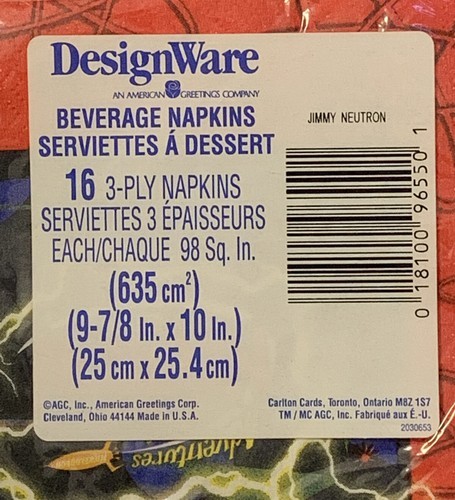 DesignWare
AN AMERICAN GREETINGS COMPANY
BEVERAGE NAPKINS
SERVIETTES Á DESSERT
16 3-PLY NAPKINS
SERVIETTES 3 ÉPAISSEURS
EACH/CHAQUE 98 Sq. In.
(635 cm²)
(9-7/8 In. x 10 In.)
(25 cm x 25.4 cm)
©AGC, Inc., American Greetings Corp.
Cleveland, Ohio 44144 Made in U.S.A.
JIMMY NEUTRON
0 18100 96550 1
Carlton Cards, Toronto, Ontario M8Z 1S7
TM / MC AGC, Inc. Fabriqué aux É.-U.
2030653
Adventures